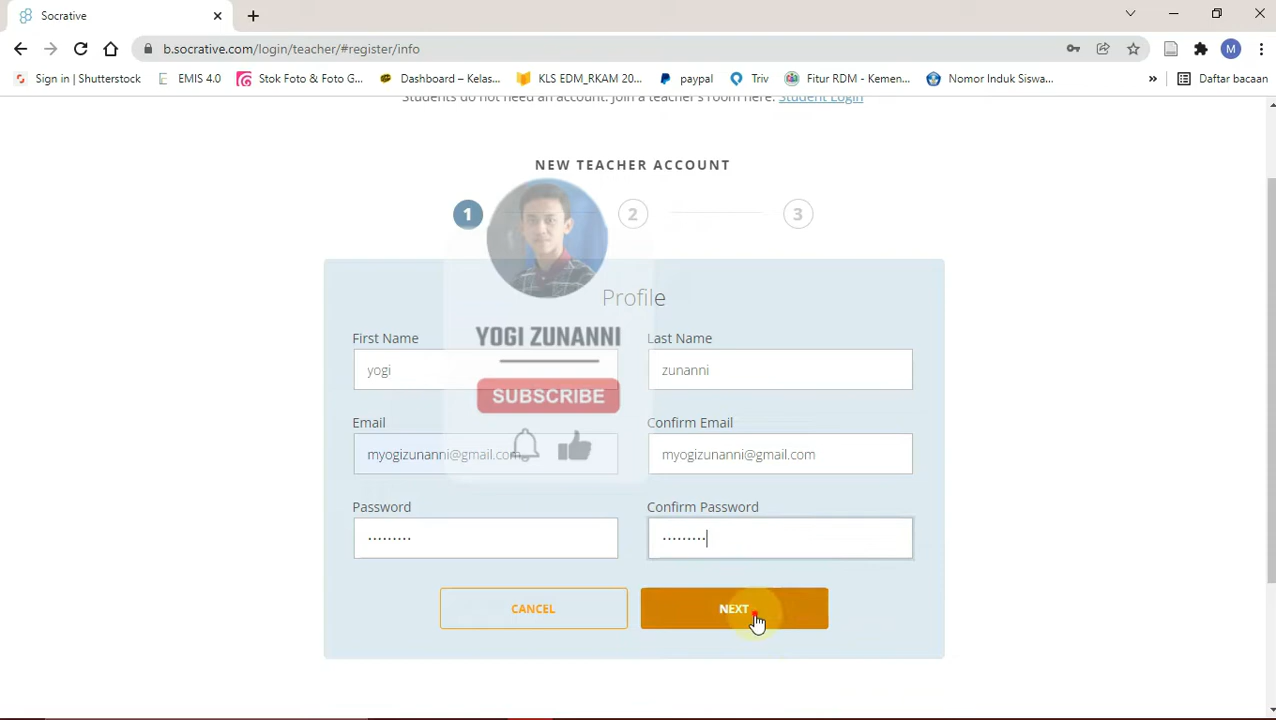 Socrative
b.socrative.com/login/teacher/#register/info
M
Sign in | Shutterstock
EMIS 4.0
Stok Foto & Foto G...
Dashboard – Kelas...
KLS EDM_RKAM 20...
paypal
Triv
Fitur RDM - Kemen...
Nomor Induk Siswa...
»
Daftar bacaan
Students do not need an account. Join a teacher's room here. Student Login
NEW TEACHER ACCOUNT
1
2
3
Profile
YOGI ZUNANNI
SUBSCRIBE
First Name
Last Name
yogi
zunanni
Email
Confirm Email
myogizunanni@gmail.com
myogizunanni@gmail.com
Password
Confirm Password
·········
·········
CANCEL
NEXT